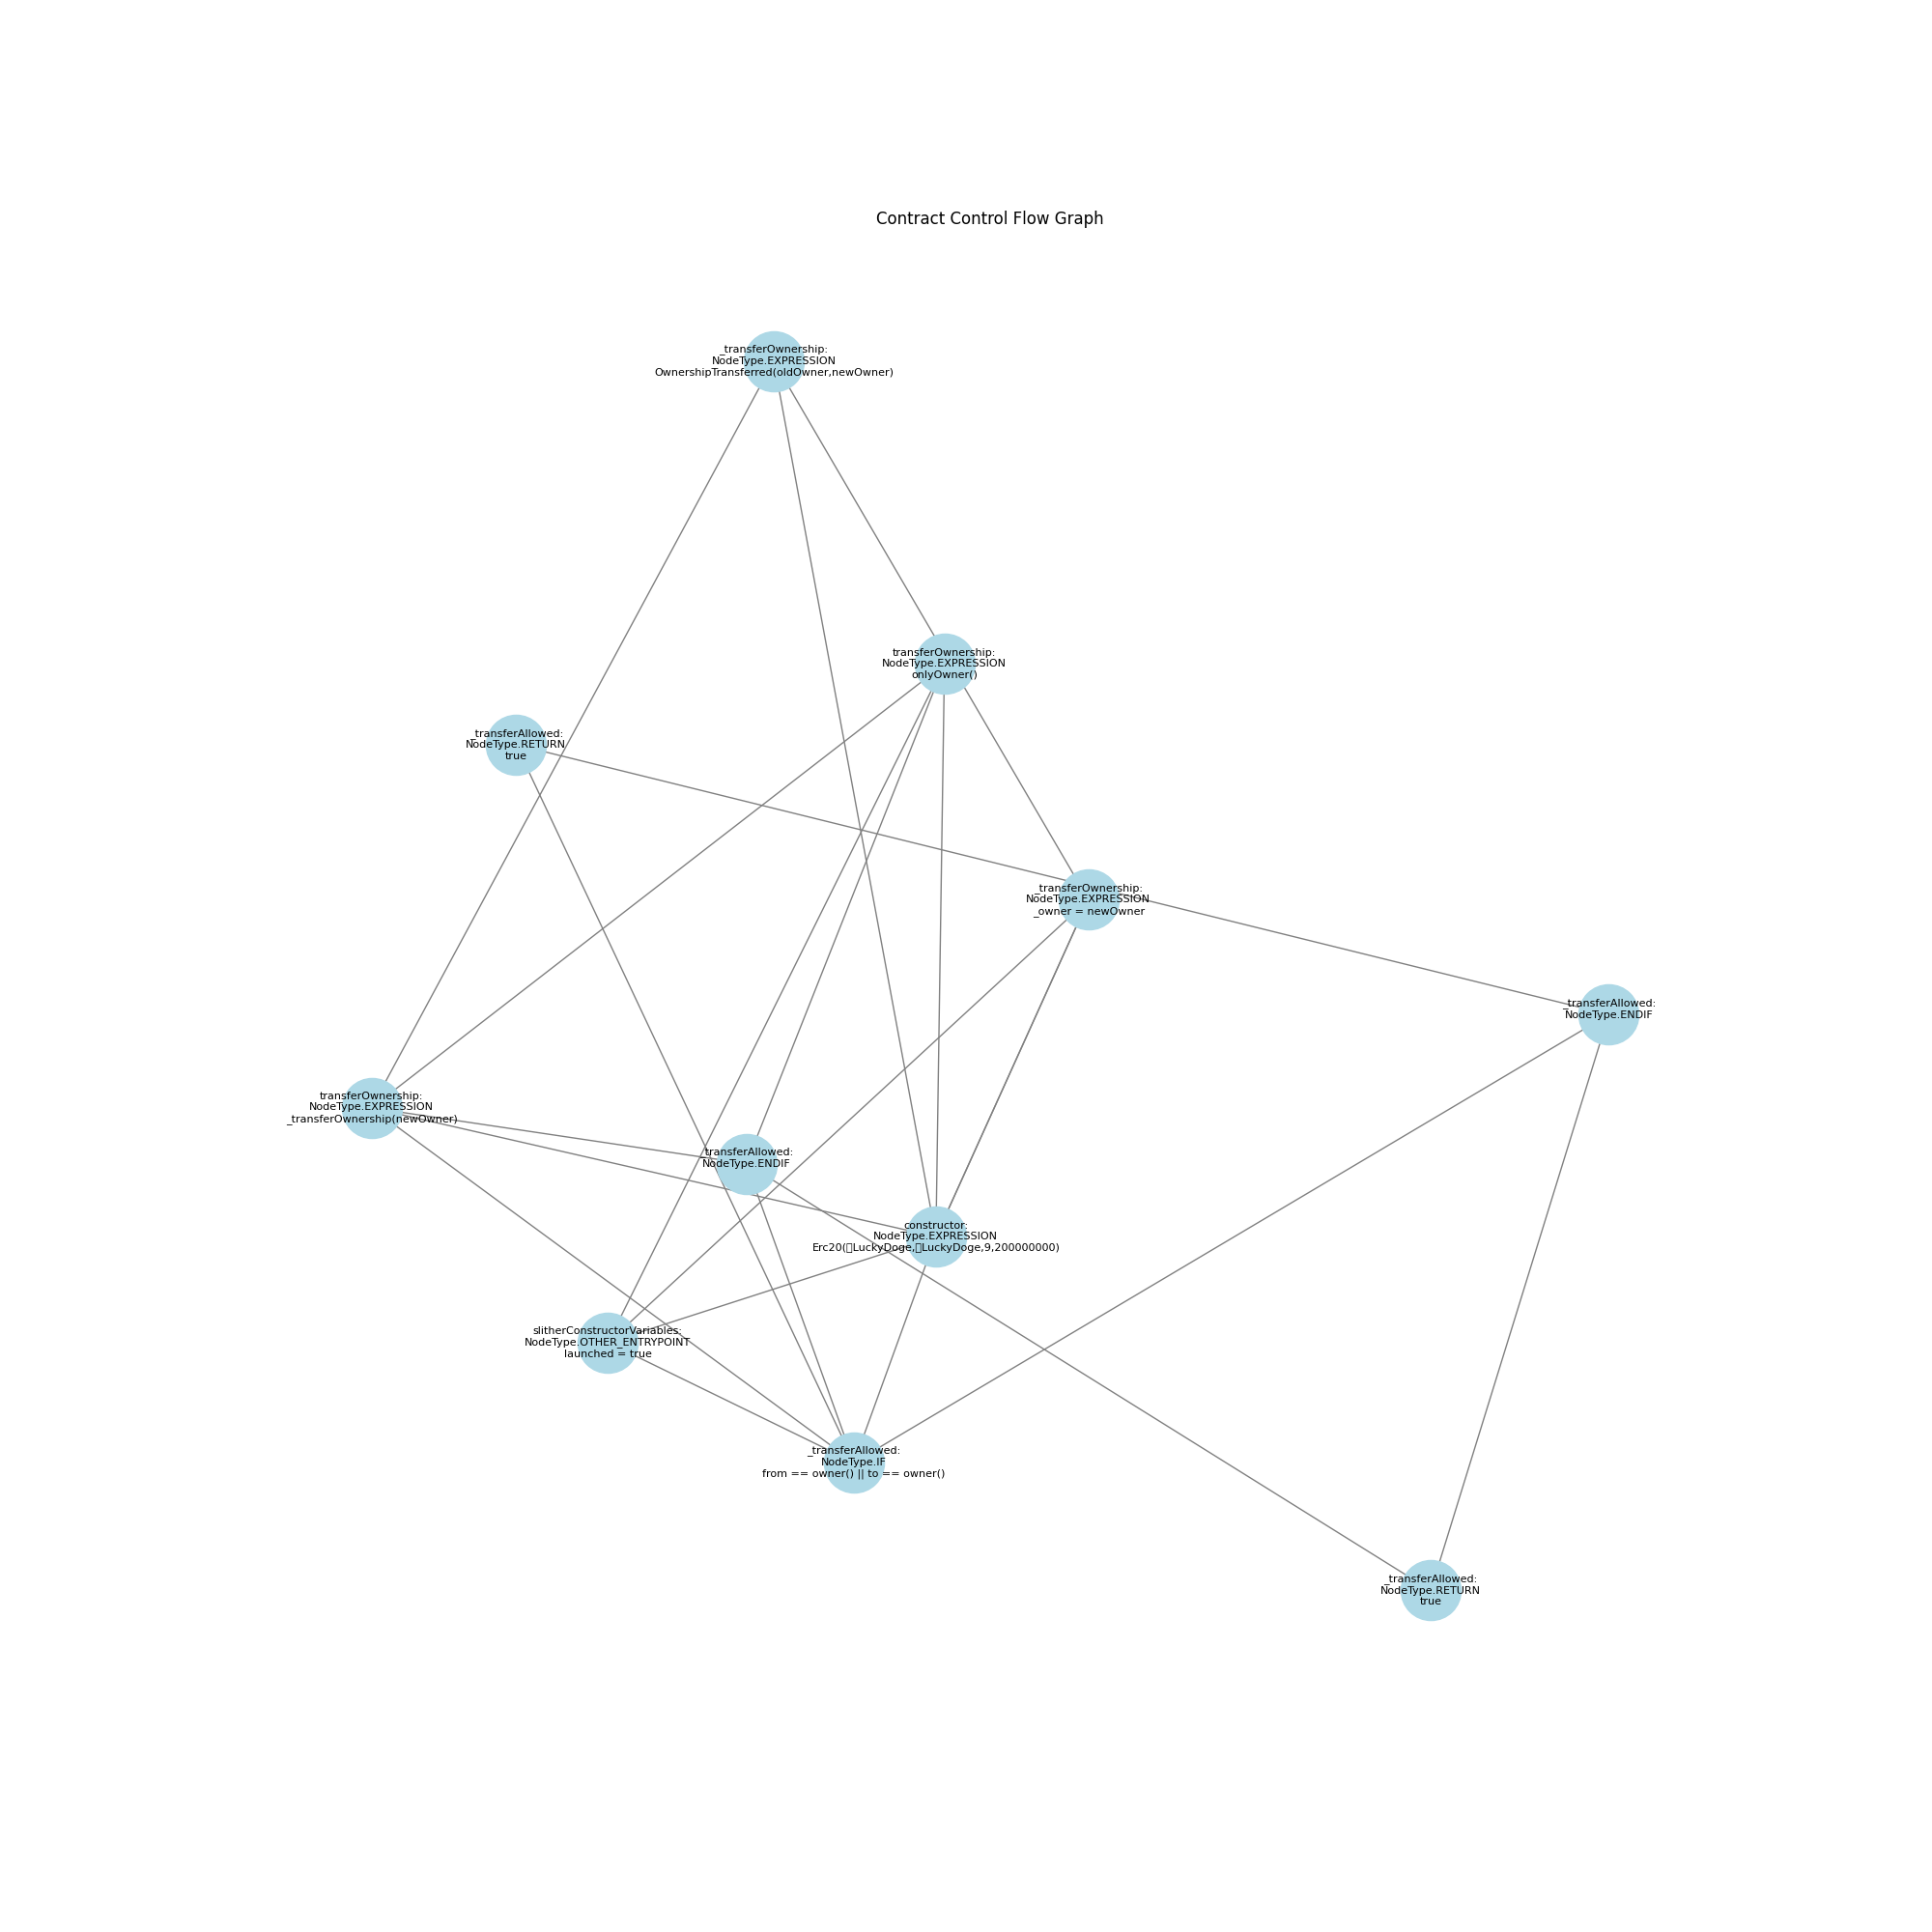 Contract Control Flow Graph
_transferOwnership:
NodeType.EXPRESSION
OwnershipTransferred(oldOwner,newOwner)
transferOwnership:
NodeType.EXPRESSION
onlyOwner()
_transferAllowed:
NodeType.RETURN
true
_transferOwnership:
NodeType.EXPRESSION
_owner = newOwner
_transferAllowed:
NodeType.ENDIF
transferOwnership:
NodeType.EXPRESSION
_transferOwnership(newOwner)
_transferAllowed:
NodeType.ENDIF
constructor:
NodeType.EXPRESSION
Erc20(▯LuckyDoge,▯LuckyDoge,9,200000000)
slitherConstructorVariables:
NodeType.OTHER_ENTRYPOINT
launched = true
_transferAllowed:
NodeType.IF
from == owner() || to == owner()
_transferAllowed:
NodeType.RETURN
true